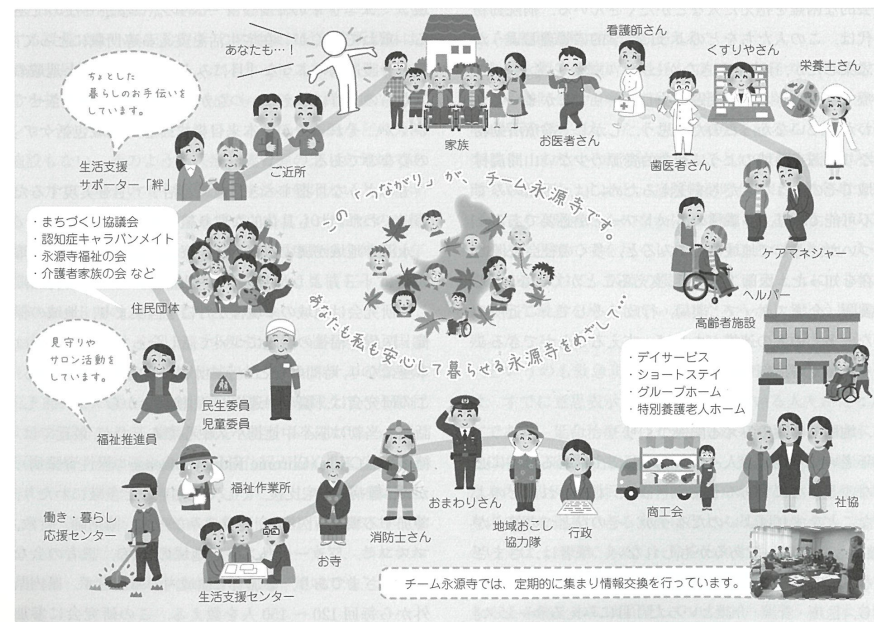 あなたも…！
看護師さん
くすりやさん
栄養士さん
ちょとした
暮らしのお手伝いを
しています。
家族
お医者さん
歯医者さん
ご近所
生活支援
サポーター「絆」
この「つながり」が、チーム永源寺です。
・まちづくり協議会
・認知症キャラバンメイト
・永源寺福祉の会
・介護者家族の会 など
ケアマネジャー
ヘルパー
住民団体
高齢者施設
あなたも私も安心して暮らせる永源寺をめざして…
見守りや
サロン活動を
しています。
・デイサービス
・ショートステイ
・グループホーム
・特別養護老人ホーム
民生委員
児童委員
福祉推進員
福祉作業所
おまわりさん
商工会
社協
働き・暮らし
応援センター
お寺
消防士さん
地域おこし
協力隊
行政
生活支援センター
チーム永源寺では、定期的に集まり情報交換を行っています。